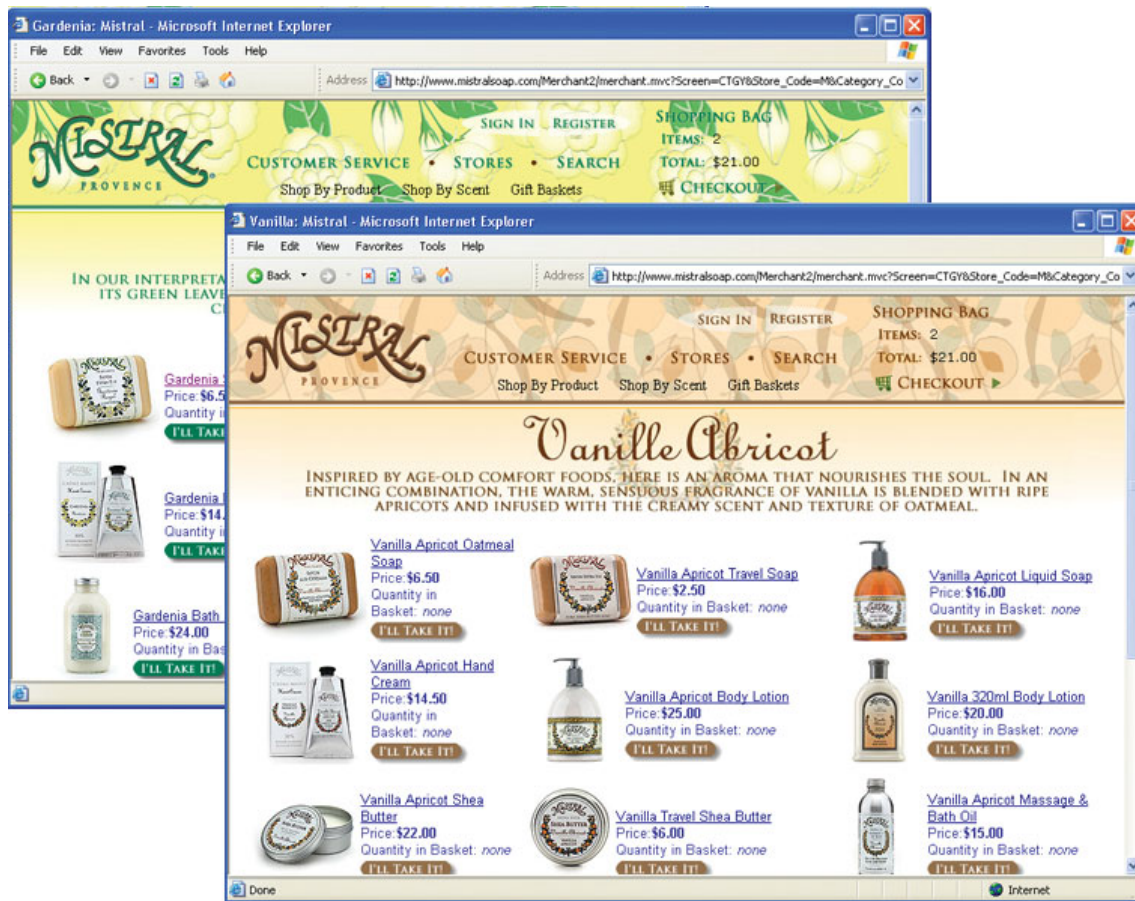 Gardenia: Mistral - Microsoft Internet Explorer
File Edit View Favorites Tools Help
Back Address http://www.mistralsoap.com/Merchant2/merchant.mvc?Screen=CTGY&Store_Code=M&Category_Co
MISTRAL
PROVENCE
SIGN IN REGISTER
CUSTOMER SERVICE • STORES • SEARCH
Shop By Product Shop By Scent Gift Baskets
SHOPPING BAG
ITEMS: 2
TOTAL: $21.00
CHECKOUT
IN OUR INTERPRETA
ITS GREEN LEAVE
Gardenia
Price:$6.5
Quantity in
I'LL TAKE
Gardenia
Price:$14.
Quantity in
I'LL TAKE
Gardenia Bath
Price:$24.00
Quantity in Bas
I'LL TAKE IT!
Vanilla: Mistral - Microsoft Internet Explorer
File Edit View Favorites Tools Help
Back Address http://www.mistralsoap.com/Merchant2/merchant.mvc?Screen=CTGY&Store_Code=M&Category_Co
MISTRAL
PROVENCE
SIGN IN REGISTER
CUSTOMER SERVICE • STORES • SEARCH
Shop By Product Shop By Scent Gift Baskets
SHOPPING BAG
ITEMS: 2
TOTAL: $21.00
CHECKOUT
Vanille Abricot
INSPIRED BY AGE-OLD COMFORT FOODS, HERE IS AN AROMA THAT NOURISHES THE SOUL. IN AN
ENTICING COMBINATION, THE WARM, SENSUOUS FRAGRANCE OF VANILLA IS BLENDED WITH RIPE
APRICOTS AND INFUSED WITH THE CREAMY SCENT AND TEXTURE OF OATMEAL.
Vanilla Apricot Oatmeal
Soap
Price:$6.50
Quantity in
Basket: none
I'LL TAKE IT!
Vanilla Apricot Travel Soap
Price:$2.50
Quantity in Basket: none
I'LL TAKE IT!
Vanilla Apricot Liquid Soap
Price:$16.00
Quantity in Basket: none
I'LL TAKE IT!
Vanilla Apricot Hand
Cream
Price:$14.50
Quantity in
Basket: none
I'LL TAKE IT!
Vanilla Apricot Body Lotion
Price:$25.00
Quantity in Basket: none
I'LL TAKE IT!
Vanilla 320ml Body Lotion
Price:$20.00
Quantity in Basket: none
I'LL TAKE IT!
Vanilla Apricot Shea
Butter
Price:$22.00
Quantity in Basket: none
I'LL TAKE IT!
Vanilla Travel Shea Butter
Price:$6.00
Quantity in Basket: none
I'LL TAKE IT!
Vanilla Apricot Massage &
Bath Oil
Price:$15.00
Quantity in Basket: none
I'LL TAKE IT!
Done Internet